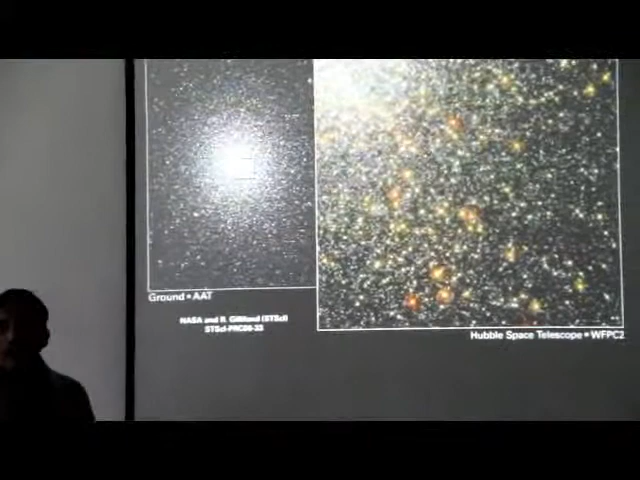 Ground • AAT
NASA and R. Gilliland (STScI)
STScI-PRC00-33
Hubble Space Telescope • WFPC2